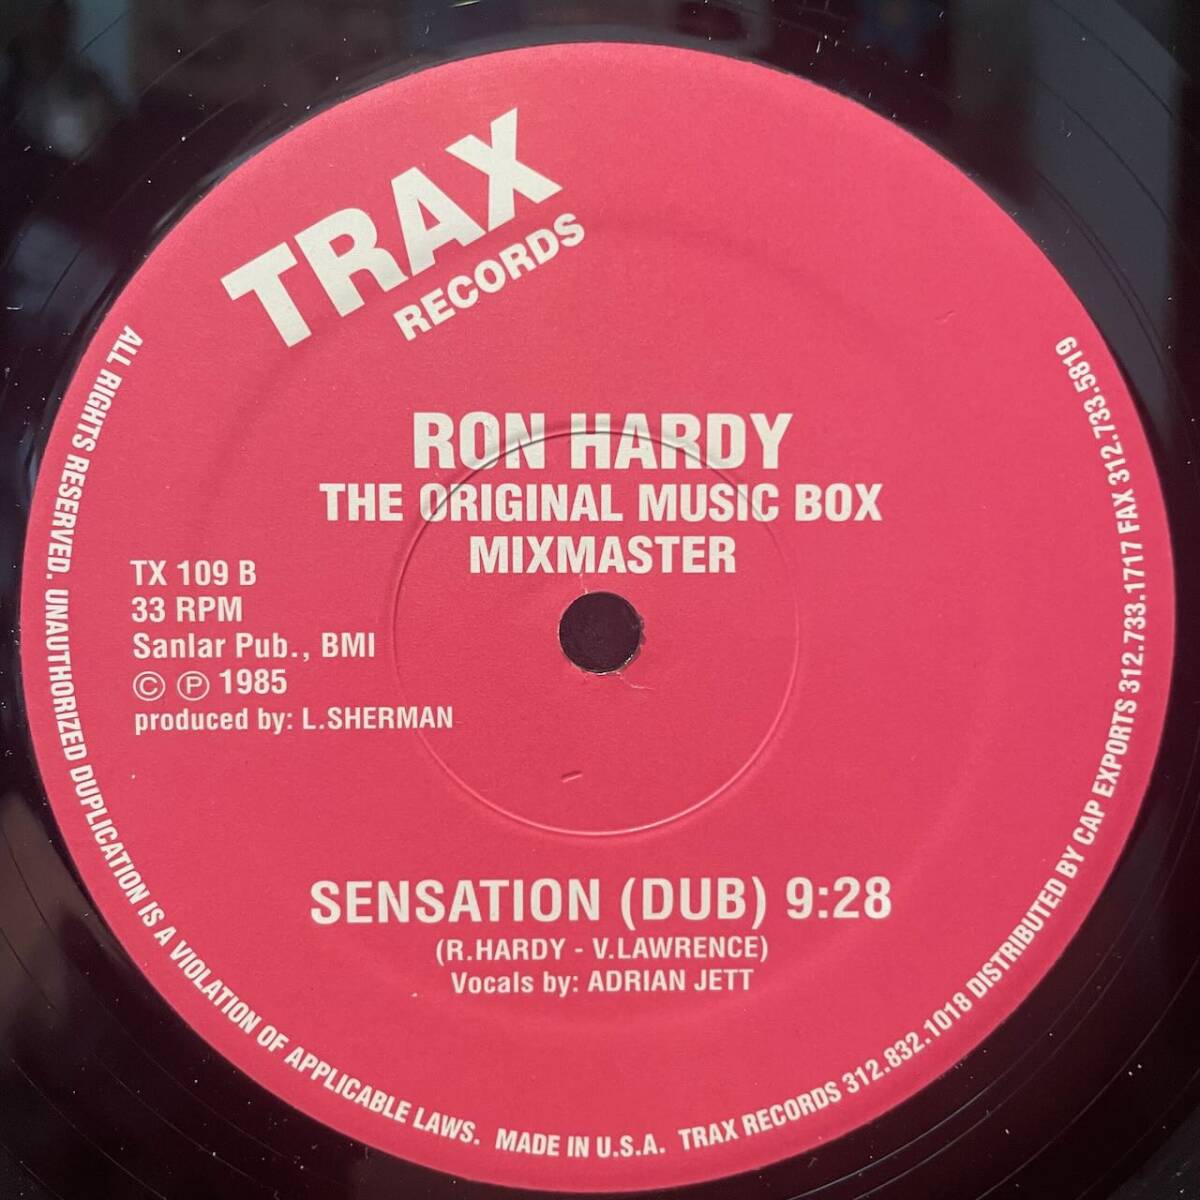 TRAX
RECORDS
RON HARDY
THE ORIGINAL MUSIC BOX
MIXMASTER
TX 109 B
33 RPM
Sanlar Pub., BMI
© ℗ 1985
produced by: L.SHERMAN
SENSATION (DUB) 9:28
(R.HARDY - V.LAWRENCE)
Vocals by: ADRIAN JETT
ALL RIGHTS RESERVED. UNAUTHORIZED DUPLICATION IS A VIOLATION OF APPLICABLE LAWS. MADE IN U.S.A. TRAX RECORDS 312.832.1018 DISTRIBUTED BY CAP EXPORTS 312.733.1717 FAX 312.733.5819